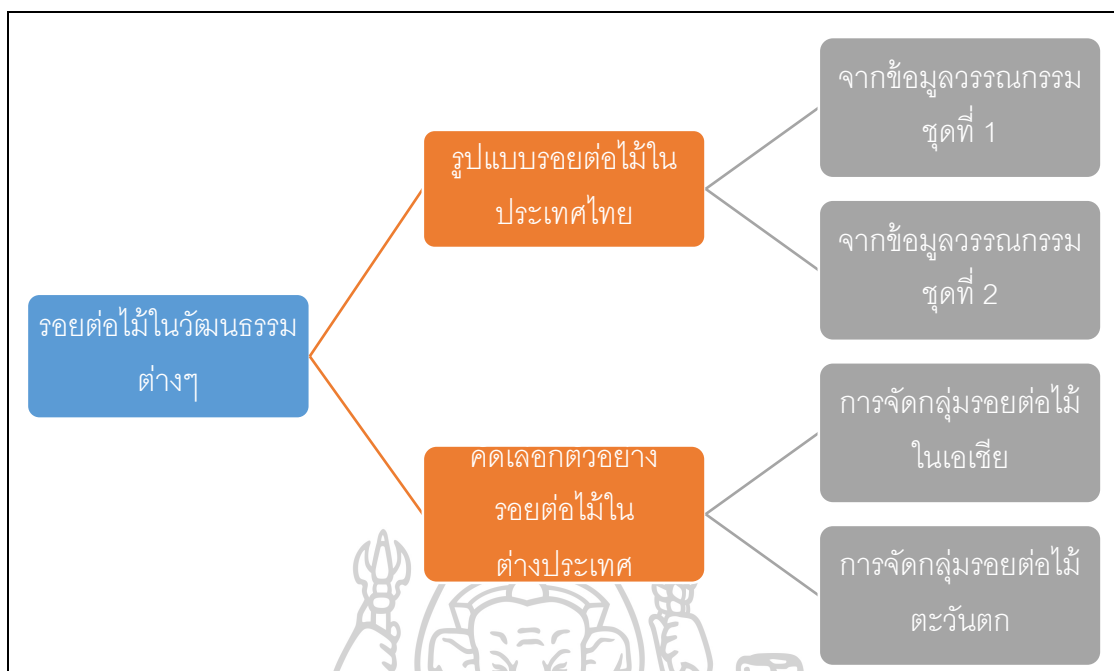 รอยต่อไม้ในวัฒนธรรม
ต่างๆ
รูปแบบรอยต่อไม้ใน
ประเทศไทย
จากข้อมูลวรรณกรรม
ชุดที่ 1
จากข้อมูลวรรณกรรม
ชุดที่ 2
คัดเลือกตัวอย่าง
รอยต่อไม้ใน
ต่างประเทศ
การจัดกลุ่มรอยต่อไม้
ในเอเชีย
การจัดกลุ่มรอยต่อไม้
ตะวันตก